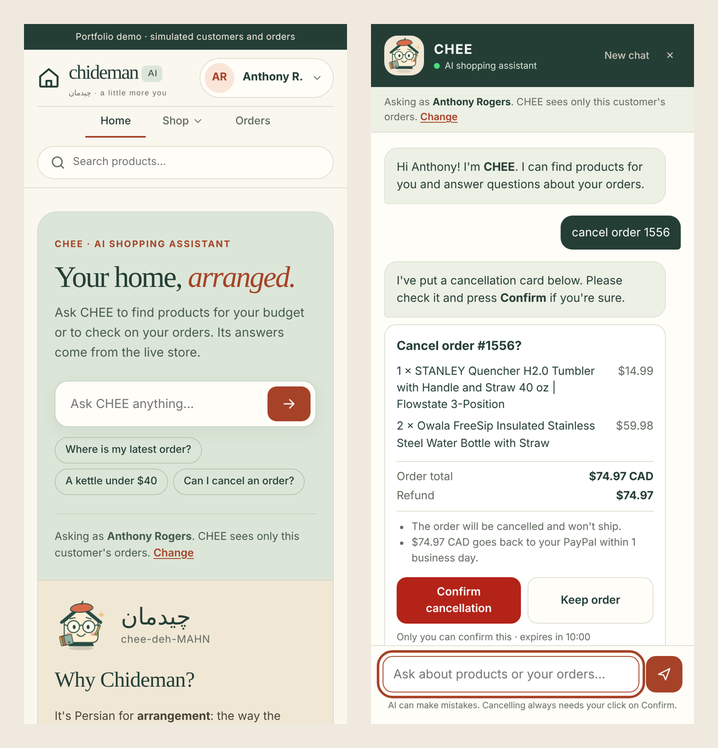 Portfolio demo · simulated customers and orders
chideman AI
چیدمان · a little more you
AR Anthony R.
Home Shop Orders
Search products...
CHEE · AI SHOPPING ASSISTANT
Your home, arranged.
Ask CHEE to find products for your budget
or to check on your orders. Its answers
come from the live store.
Ask CHEE anything...
Where is my latest order?
A kettle under $40
Can I cancel an order?
Asking as Anthony Rogers. CHEE sees only this
customer's orders. Change
چیدمان
chee-deh-MAHN
Why Chideman?
It's Persian for arrangement: the way the
CHEE
AI shopping assistant
New chat ×
Asking as Anthony Rogers. CHEE sees only this customer's
orders. Change
Hi Anthony! I'm CHEE. I can find products for
you and answer questions about your orders.
cancel order 1556
I've put a cancellation card below. Please
check it and press Confirm if you're sure.
Cancel order #1556?
1 × STANLEY Quencher H2.0 Tumbler $14.99
with Handle and Straw 40 oz |
Flowstate 3-Position
2 × Owala FreeSip Insulated Stainless $59.98
Steel Water Bottle with Straw
Order total $74.97 CAD
Refund $74.97
• The order will be cancelled and won't ship.
• $74.97 CAD goes back to your PayPal within 1
business day.
Confirm
cancellation
Keep order
Only you can confirm this · expires in 10:00
Ask about products or your orders...
AI can make mistakes. Cancelling always needs your click on Confirm.